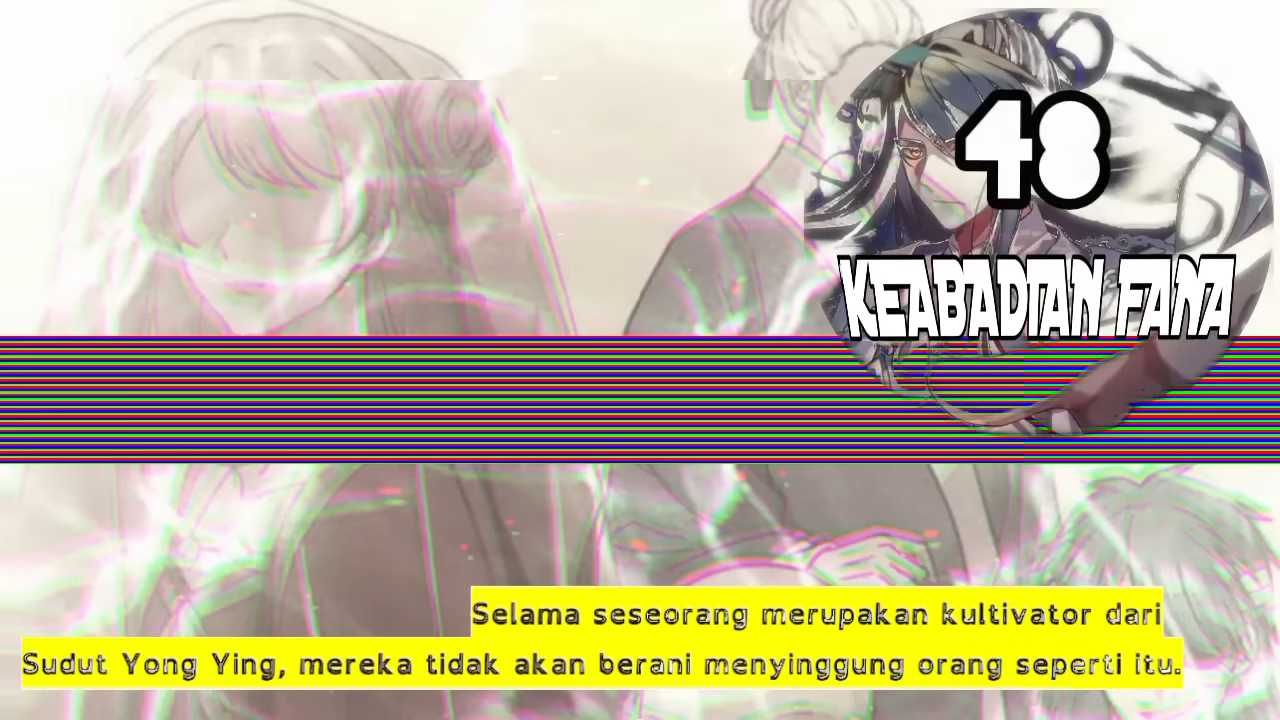 48
KEABADIAN FANA
Selama seseorang merupakan kultivator dari
Sudut Yong Ying, mereka tidak akan berani menyinggung orang seperti itu.